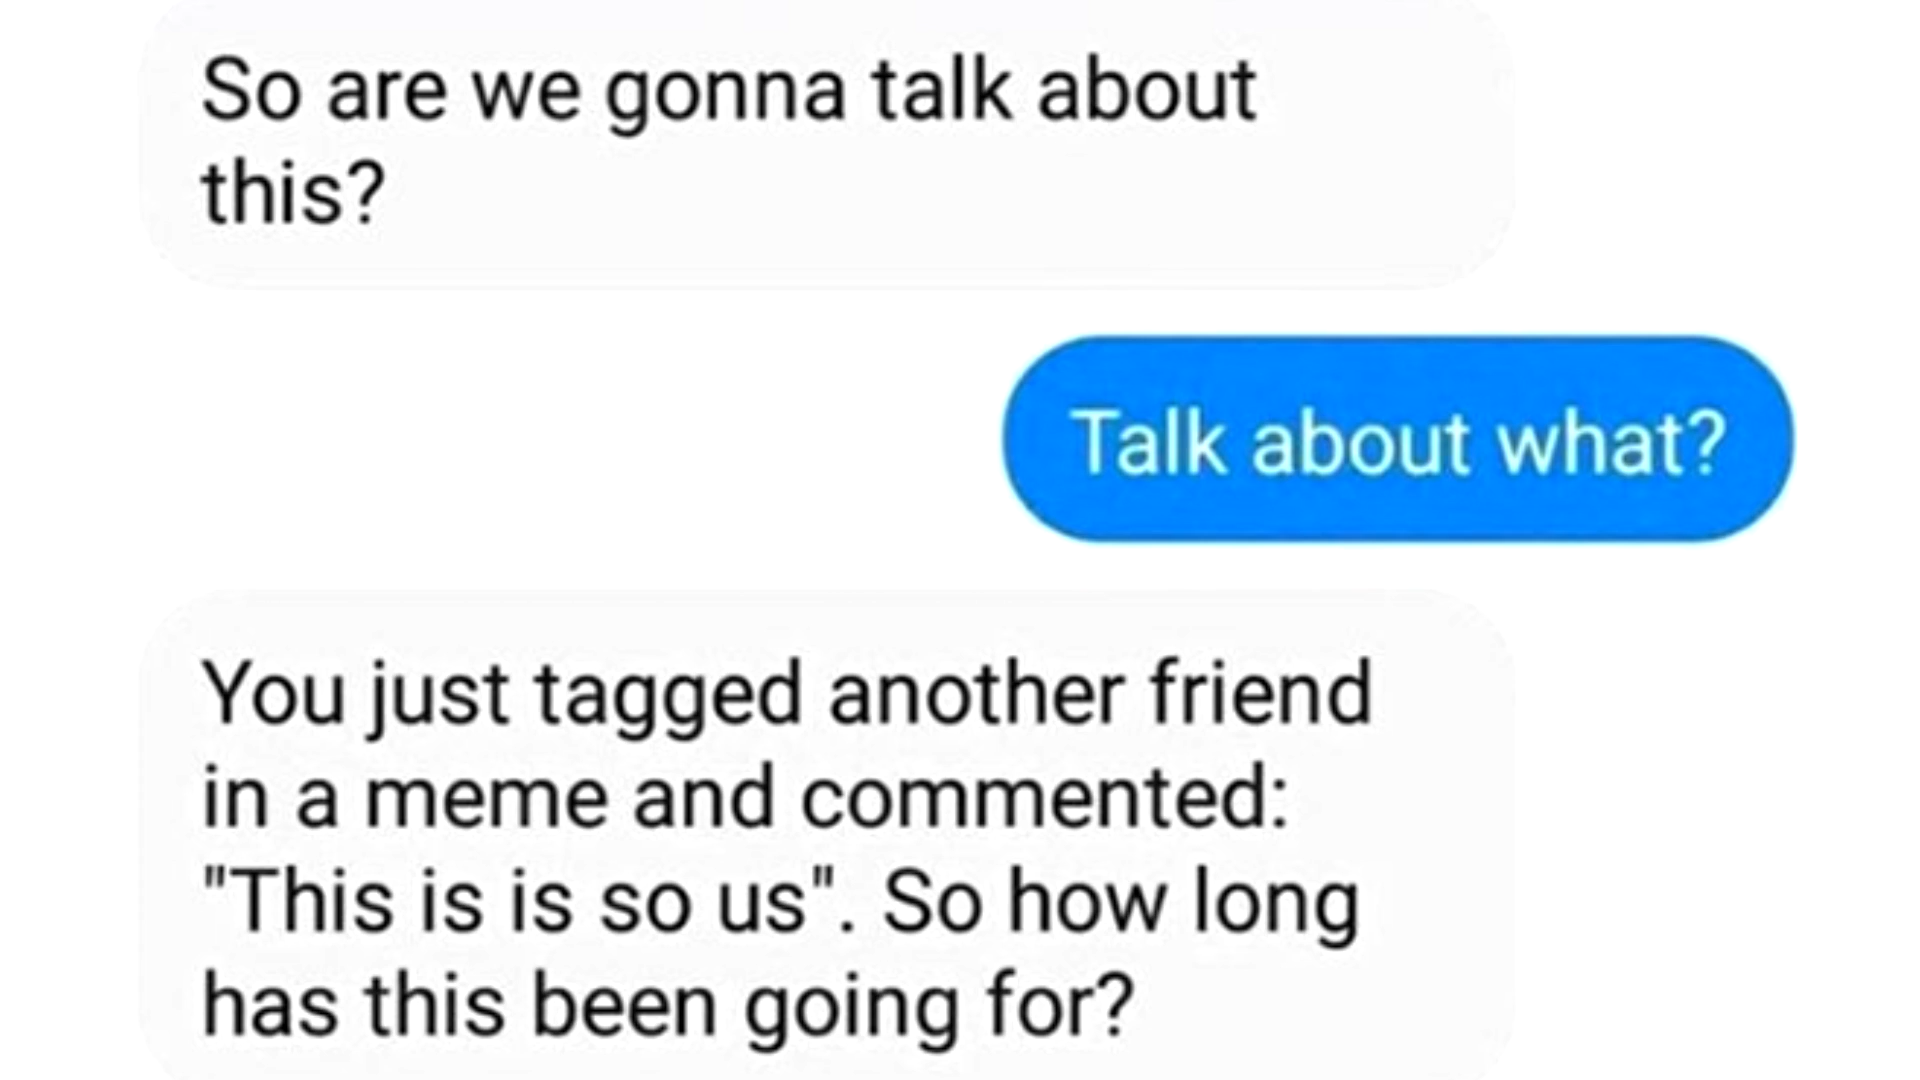 So are we gonna talk about
this?
Talk about what?
You just tagged another friend
in a meme and commented:
"This is is so us". So how long
has this been going for?